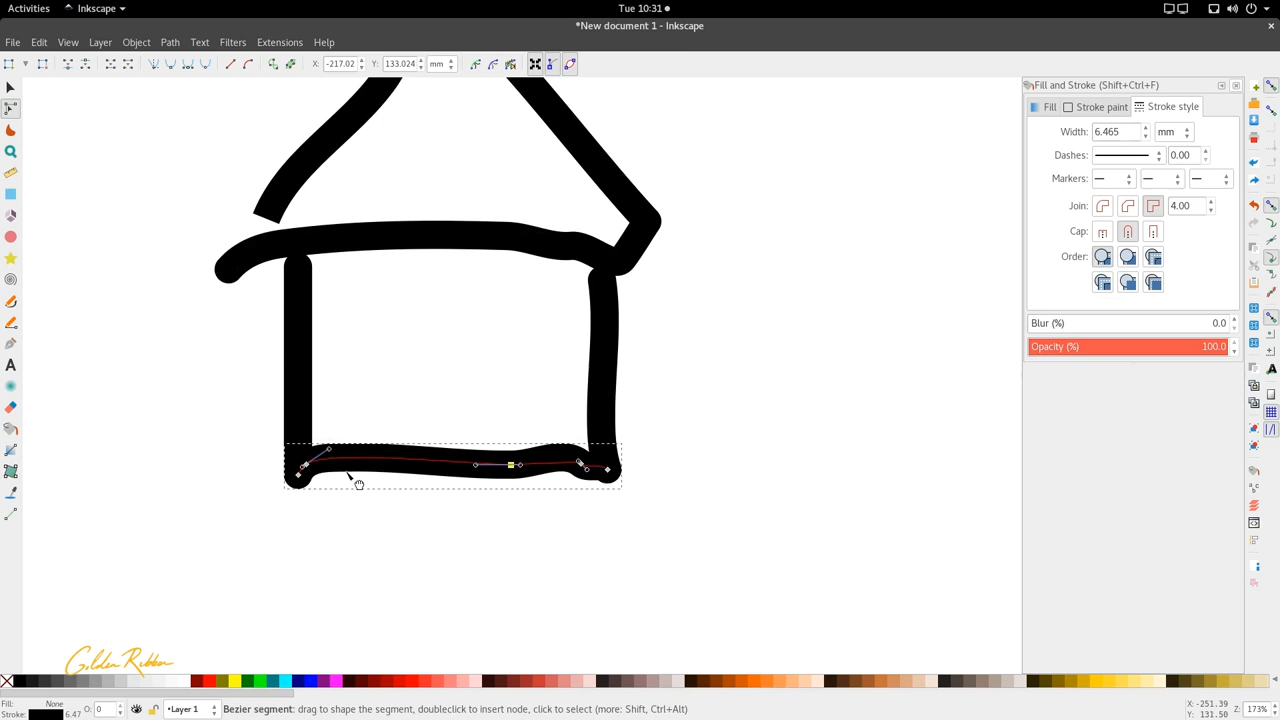 Activities
Inkscape
Tue 10:31
*New document 1 - Inkscape
File Edit View Layer Object Path Text Filters Extensions Help
X: -217.02 Y: 133.024 mm
Fill and Stroke (Shift+Ctrl+F)
Fill Stroke paint Stroke style
Width: 6.465 mm
Dashes: 0.00
Markers:
Join: 4.00
Cap:
Order:
Blur (%) 0.0
Opacity (%) 100.0
Golden Ribbon
Fill: None
Stroke: 6.47
O: 0
•Layer 1
Bezier segment: drag to shape the segment, doubleclick to insert node, click to select (more: Shift, Ctrl+Alt)
X: -251.39
Y: 131.50
Z: 173%